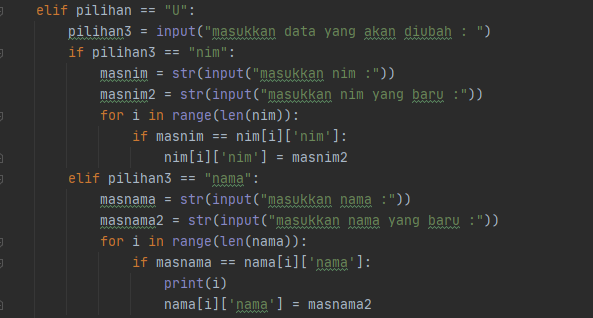 elif pilihan == "U":
pilihan3 = input("masukkan data yang akan diubah : ")
if pilihan3 == "nim":
masnim = str(input("masukkan nim :"))
masnim2 = str(input("masukkan nim yang baru :"))
for i in range(len(nim)):
if masnim == nim[i]['nim']:
nim[i]['nim'] = masnim2
elif pilihan3 == "nama":
masnama = str(input("masukkan nama :"))
masnama2 = str(input("masukkan nama yang baru :"))
for i in range(len(nama)):
if masnama == nama[i]['nama']:
print(i)
nama[i]['nama'] = masnama2